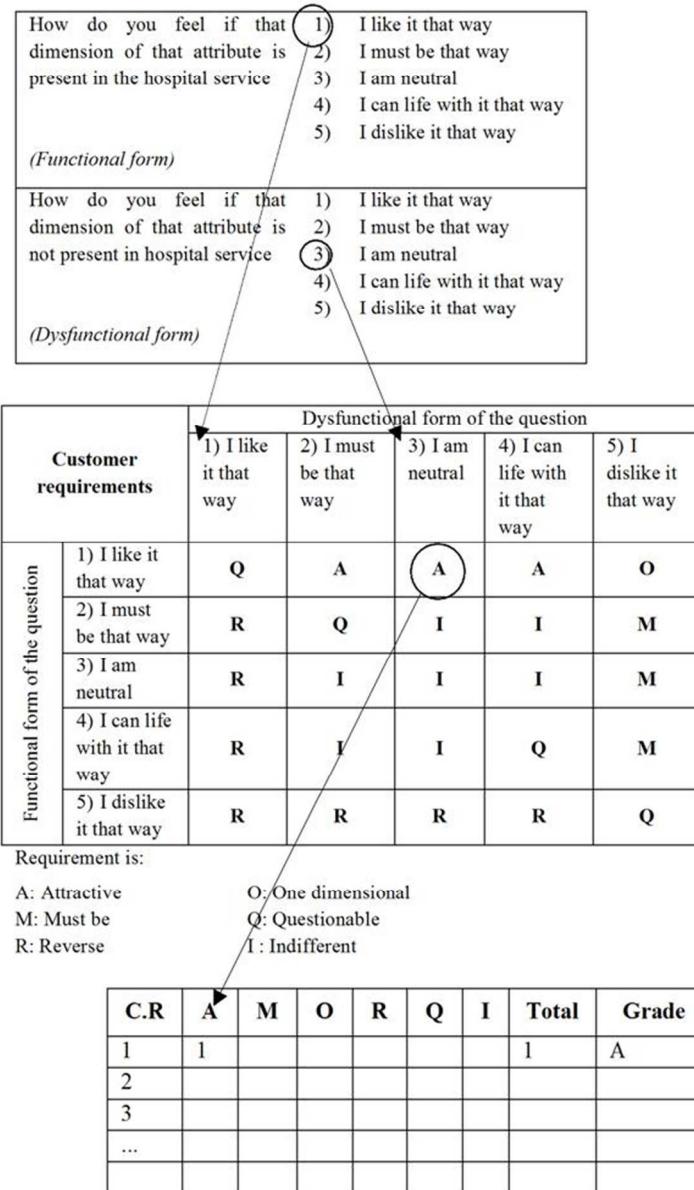 How do you feel if that 1) I like it that way
dimension of that attribute is 2) I must be that way
present in the hospital service 3) I am neutral
4) I can life with it that way
5) I dislike it that way
(Functional form)
How do you feel if that 1) I like it that way
dimension of that attribute is 2) I must be that way
not present in hospital service 3) I am neutral
4) I can life with it that way
5) I dislike it that way
(Dysfunctional form)
Customer requirements
Dysfunctional form of the question
1) I like it that way
2) I must be that way
3) I am neutral
4) I can life with it that way
5) I dislike it that way
Functional form of the question
1) I like it that way Q A A A O
2) I must be that way R Q I I M
3) I am neutral R I I I M
4) I can life with it that way R I I Q M
5) I dislike it that way R R R R Q
Requirement is:
A: Attractive O: One dimensional
M: Must be Q: Questionable
R: Reverse I : Indifferent
C.R A M O R Q I Total Grade
1 1 1 A
2
3
...